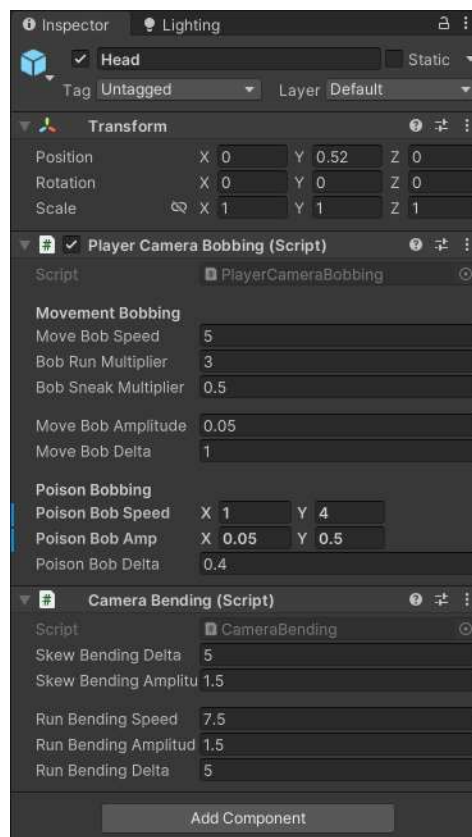 Inspector Lighting
Head Static
Tag Untagged Layer Default
Transform
Position X 0 Y 0.52 Z 0
Rotation X 0 Y 0 Z 0
Scale X 1 Y 1 Z 1
# Player Camera Bobbing (Script)
Script PlayerCameraBobbing
Movement Bobbing
Move Bob Speed 5
Bob Run Multiplier 3
Bob Sneak Multiplier 0.5
Move Bob Amplitude 0.05
Move Bob Delta 1
Poison Bobbing
Poison Bob Speed X 1 Y 4
Poison Bob Amp X 0.05 Y 0.5
Poison Bob Delta 0.4
# Camera Bending (Script)
Script CameraBending
Skew Bending Delta 5
Skew Bending Amplitu 1.5
Run Bending Speed 7.5
Run Bending Amplitud 1.5
Run Bending Delta 5
Add Component